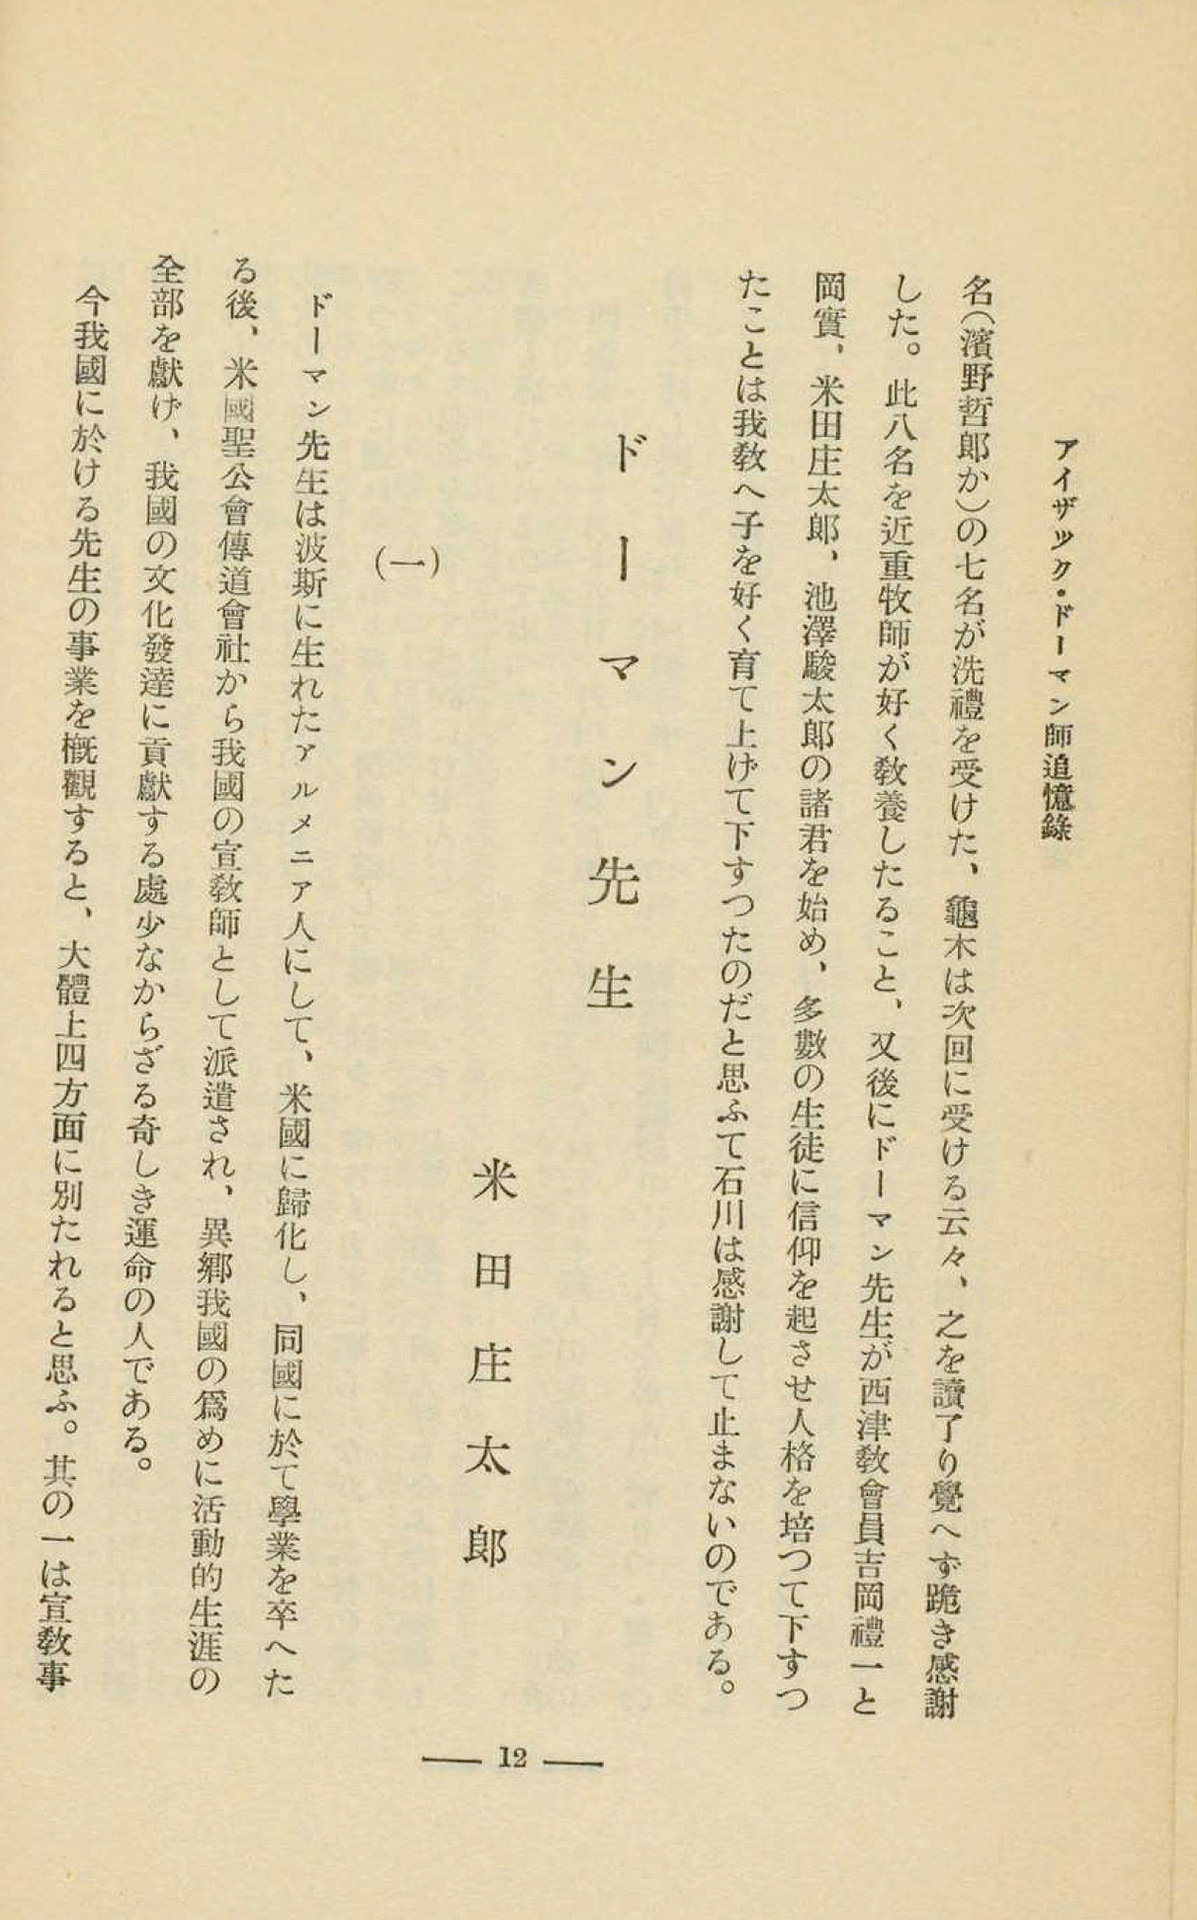 アイザック・ドーマン師追憶錄
名(濱野哲郎か)の七名が洗禮を受けた、龜木は次回に受ける云々、之を讀了り覺へず跪き感謝
した。此八名を近重牧師が好く敎養したること、又後にドーマン先生が西津敎會員吉岡禮一と
岡實、米田庄太郎、池澤駿太郎の諸君を始め、多數の生徒に信仰を起させ人格を培つて下すつ
たことは我敎へ子を好く育て上げて下すつたのだと思ふて石川は感謝して止まないのである。
ドーマン先生
米田庄太郎
(一)
ドーマン先生は波斯に生れたアルメニア人にして、米國に歸化し、同國に於て學業を卒へた
る後、米國聖公會傳道會社から我國の宣敎師として派遣され、異鄕我國の爲めに活動的生涯の
全部を獻げ、我國の文化發達に貢獻する處少なからざる奇しき運命の人である。
今我國に於ける先生の事業を槪觀すると、大體上四方面に別たれると思ふ。其の一は宣敎事
— 12 —